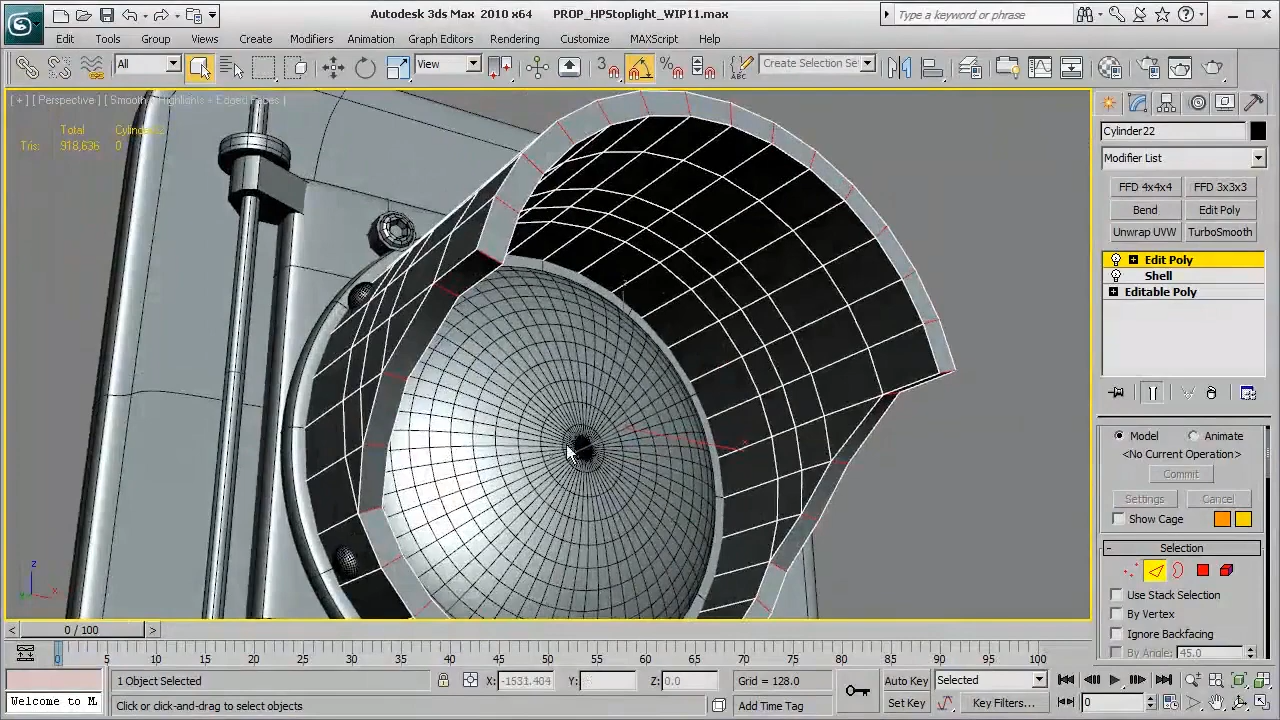 Autodesk 3ds Max 2010 x64 PROP_HPStoplight_WIP11.max
Type a keyword or phrase
Edit Tools Group Views Create Modifiers Animation Graph Editors Rendering Customize MAXScript Help
All View Create Selection Se
[ + ] [ Perspective ] [ Smooth + Highlights + Edged Faces ]
Total
Tris: 918,636 0
Cylinder22
Modifier List
FFD 4x4x4 FFD 3x3x3
Bend Edit Poly
Unwrap UVW TurboSmooth
Edit Poly
Shell
Editable Poly
Model Animate
<No Current Operation>
Commit
Settings Cancel
Show Cage
- Selection
Use Stack Selection
By Vertex
Ignore Backfacing
By Angle: 45.0
< 0 / 100 >
0 5 10 15 20 25 30 35 40 45 50 55 60 65 70 75 80 85 90 95 100
1 Object Selected X: -1531.404 Y: Z: 0.0 Grid = 128.0 Auto Key Selected
Welcome to M Click or click-and-drag to select objects Add Time Tag Set Key Key Filters... 0